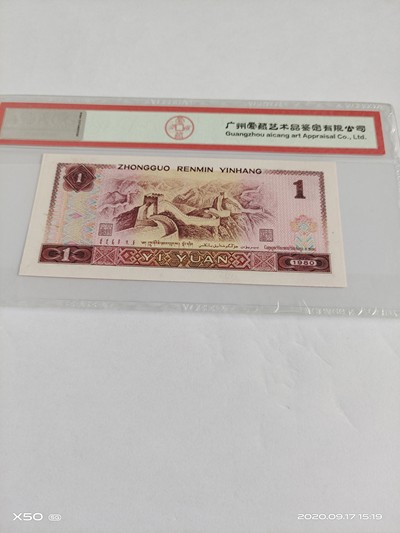 广州爱藏艺术品鉴定有限公司
Guangzhou aicang art Appraisal Co., Ltd.
ZHONGGUO RENMIN YINHANG
1
1
1
YI YUAN
1980
X50 5G
2020.09.17 15:19